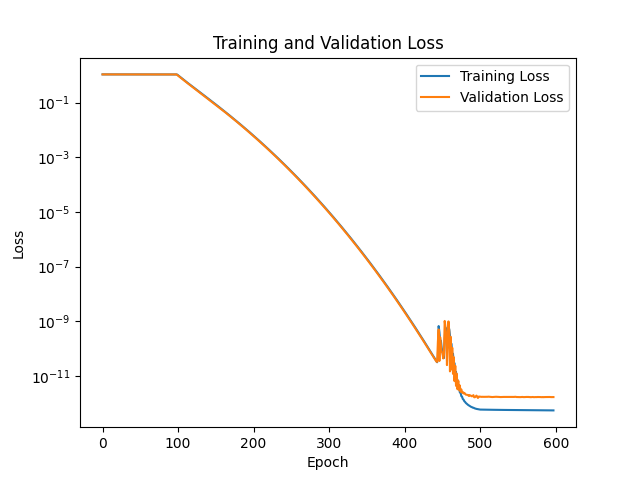 Training and Validation Loss
Training Loss
Validation Loss
10⁻¹
10⁻³
10⁻⁵
10⁻⁷
10⁻⁹
10⁻¹¹
Loss
0 100 200 300 400 500 600
Epoch